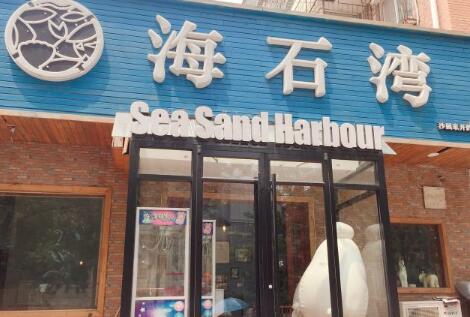 海石湾
Sea Sand Harbour